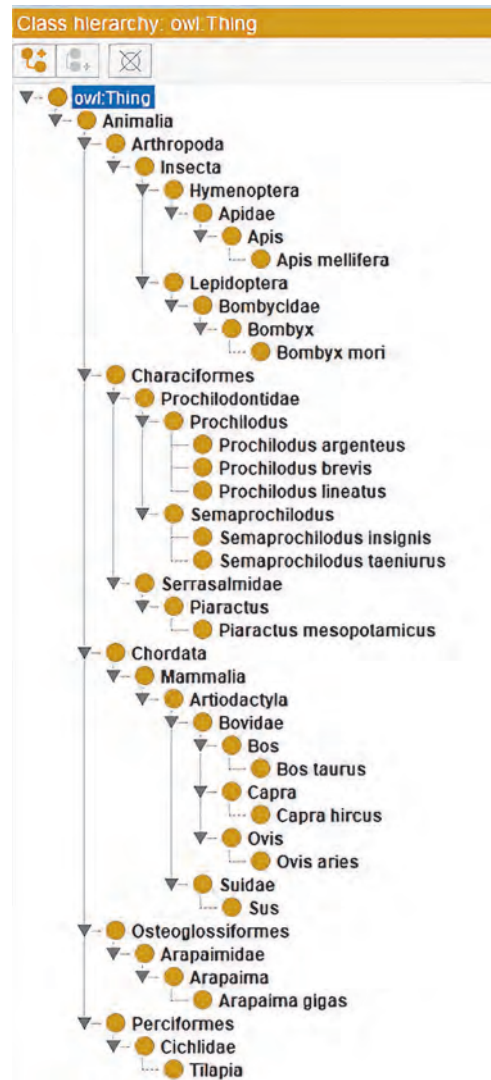 Class hierarchy: owl:Thing
owl:Thing
Animalia
Arthropoda
Insecta
Hymenoptera
Apidae
Apis
Apis mellifera
Lepidoptera
Bombycidae
Bombyx
Bombyx mori
Characiformes
Prochilodontidae
Prochilodus
Prochilodus argenteus
Prochilodus brevis
Prochilodus lineatus
Semaprochilodus
Semaprochilodus insignis
Semaprochilodus taeniurus
Serrasalmidae
Piaractus
Piaractus mesopotamicus
Chordata
Mammalia
Artiodactyla
Bovidae
Bos
Bos taurus
Capra
Capra hircus
Ovis
Ovis aries
Suidae
Sus
Osteoglossiformes
Arapaimidae
Arapaima
Arapaima gigas
Perciformes
Cichlidae
Tilapia